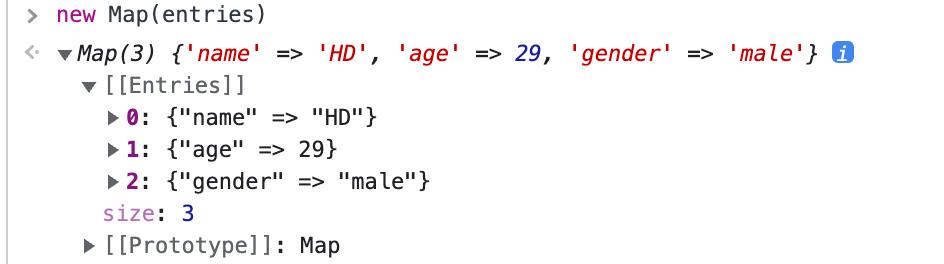 > new Map(entries)
<· ▼Map(3) {'name' => 'HD', 'age' => 29, 'gender' => 'male'} i
▼[[Entries]]
▶0: {"name" => "HD"}
▶1: {"age" => 29}
▶2: {"gender" => "male"}
size: 3
▶[[Prototype]]: Map